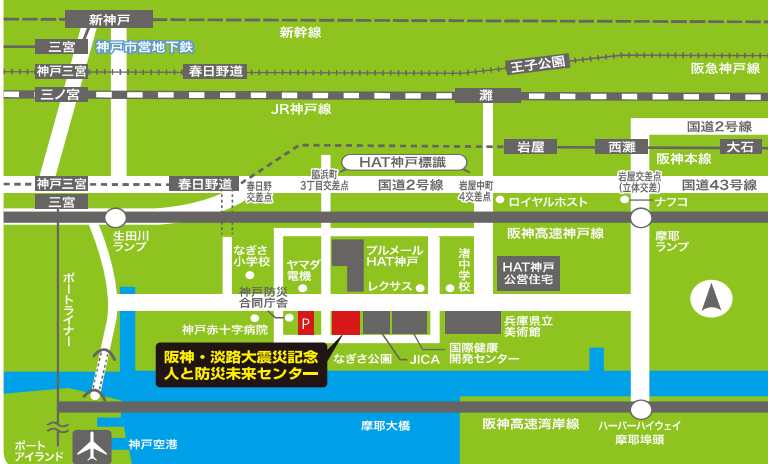 新神戸
新幹線
三宮
神戸市営地下鉄
神戸三宮
春日野道
王子公園
阪急神戸線
三ノ宮
灘
JR神戸線
国道2号線
岩屋
西灘
大石
阪神本線
HAT神戸標識
神戸三宮
春日野道
春日野
交差点
脇浜町
3丁目交差点
国道2号線
岩屋中町
4交差点
岩屋交差点
(立体交差)
国道43号線
三宮
ロイヤルホスト
ナフコ
生田川
ランプ
阪神高速神戸線
摩耶
ランプ
なぎさ
小学校
ヤマダ
電機
ブルメール
HAT神戸
渚中学校
HAT神戸
公営住宅
ポートライナー
レクサス
神戸防災
合同庁舎
神戸赤十字病院
P
兵庫県立
美術館
阪神・淡路大震災記念
人と防災未来センター
なぎさ公園
JICA
国際健康
開発センター
摩耶大橋
阪神高速湾岸線
ハーバーハイウェイ
摩耶埠頭
ポート
アイランド
神戸空港